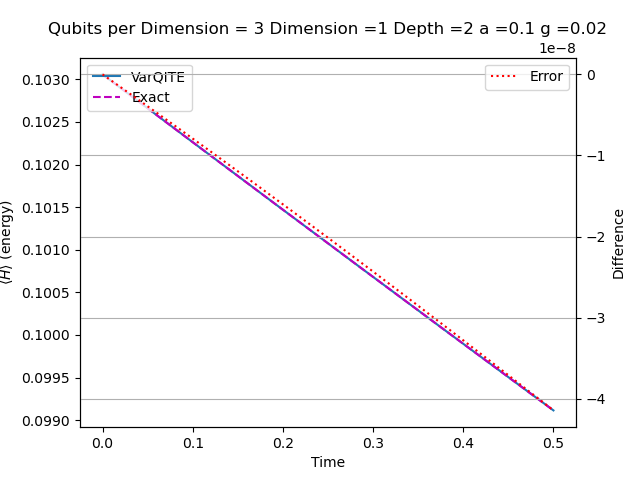 Qubits per Dimension = 3 Dimension =1 Depth =2 a =0.1 g =0.02
1e−8
VarQITE
Exact
Error
0.1030
0.1025
0.1020
0.1015
0.1010
0.1005
0.1000
0.0995
0.0990
⟨H⟩ (energy)
0
−1
−2
−3
−4
Difference
0.0 0.1 0.2 0.3 0.4 0.5
Time